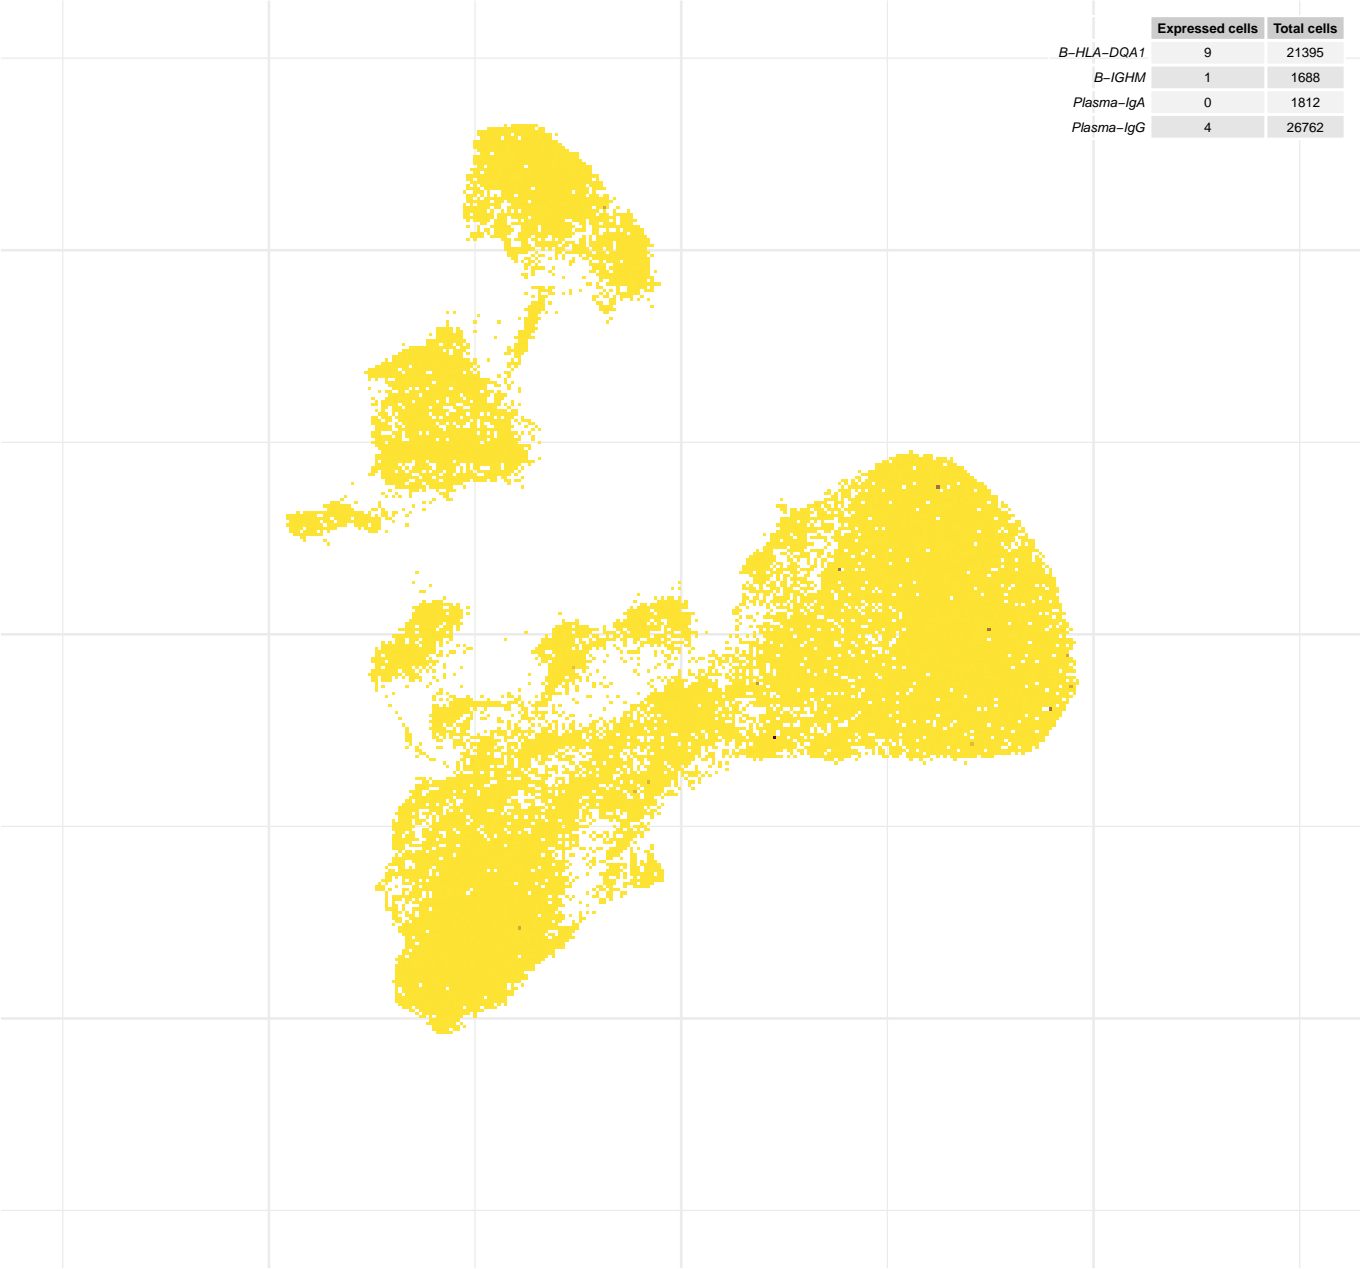 Expressed cells Total cells
B−HLA−DQA1 9 21395
B−IGHM 1 1688
Plasma−IgA 0 1812
Plasma−IgG 4 26762